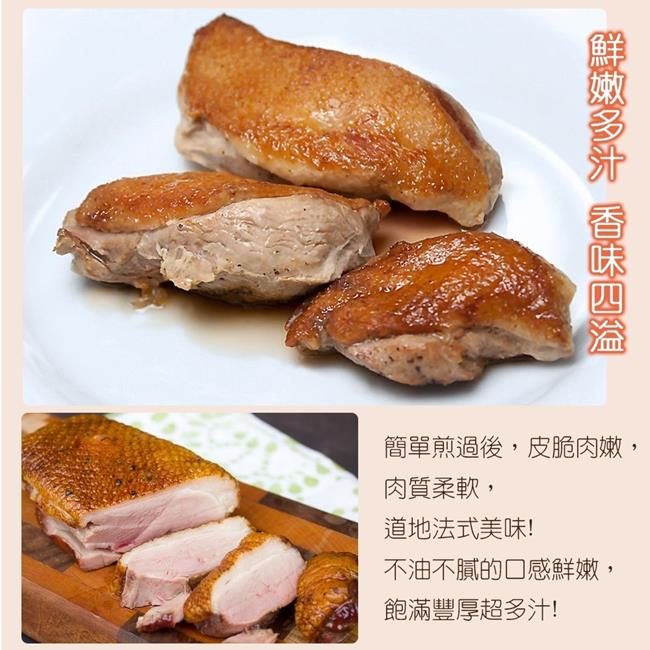 鮮嫩多汁 香味四溢
簡單煎過後，皮脆肉嫩，
肉質柔軟，
道地法式美味!
不油不膩的口感鮮嫩，
飽滿豐厚超多汁!